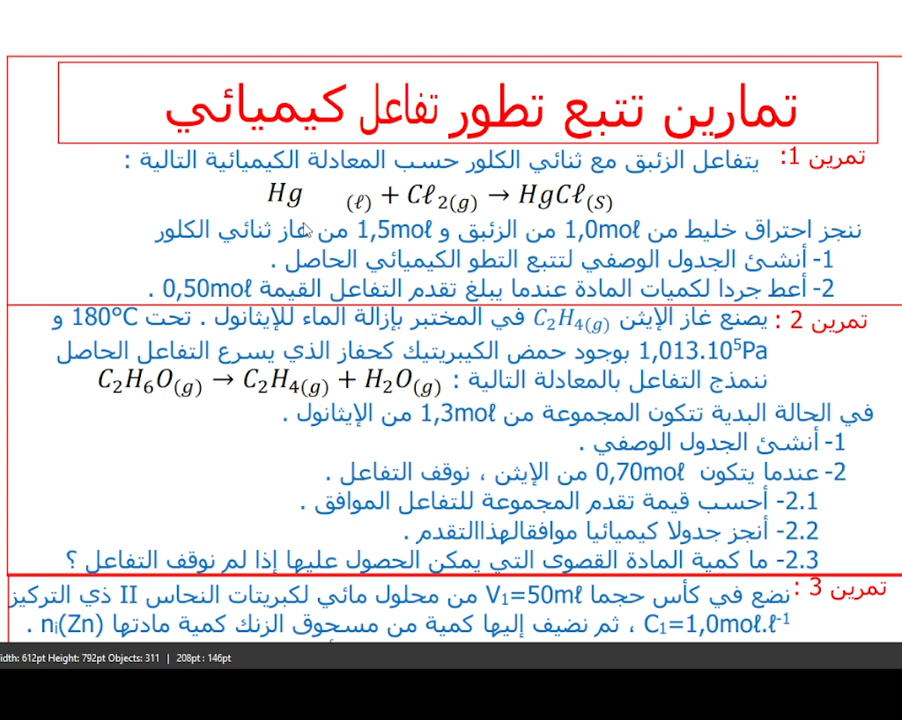 تمارين تتبع تطور تفاعل كيميائي
تمرين 1: يتفاعل الزئبق مع ثنائي الكلور حسب المعادلة الكيميائية التالية :
Hg (ℓ) + Cℓ2(g) → HgCℓ(S)
ننجز احتراق خليط من 1,0moℓ من الزئبق و 1,5moℓ من غاز ثنائي الكلور
1- أنشئ الجدول الوصفي لتتبع التطو الكيميائي الحاصل .
2- أعط جردا لكميات المادة عندما يبلغ تقدم التفاعل القيمة 0,50moℓ .
تمرين 2 : يصنع غاز الإيثن C2H4(g) في المختبر بإزالة الماء للإيثانول . تحت 180°C و
1,013.10⁵Pa بوجود حمض الكيبريتيك كحفاز الذي يسرع التفاعل الحاصل
ننمذج التفاعل بالمعادلة التالية : C2H6O(g) → C2H4(g) + H2O(g)
في الحالة البدية تتكون المجموعة من 1,3moℓ من الإيثانول .
1- أنشئ الجدول الوصفي .
2- عندما يتكون 0,70moℓ من الإيثن ، نوقف التفاعل .
2.1- أحسب قيمة تقدم المجموعة للتفاعل الموافق .
2.2- أنجز جدولا كيميائيا موافقالهذاالتقدم .
2.3- ما كمية المادة القصوى التي يمكن الحصول عليها إذا لم نوقف التفاعل ؟
تمرين 3 : نضع في كأس حجما V1=50mℓ من محلول مائي لكبريتات النحاس II ذي التركيز
C1=1,0moℓ.ℓ⁻¹ ، ثم نضيف إليها كمية من مسحوق الزنك كمية مادتها ni(Zn) .
idth: 612pt Height: 792pt Objects: 311 | 208pt : 146pt